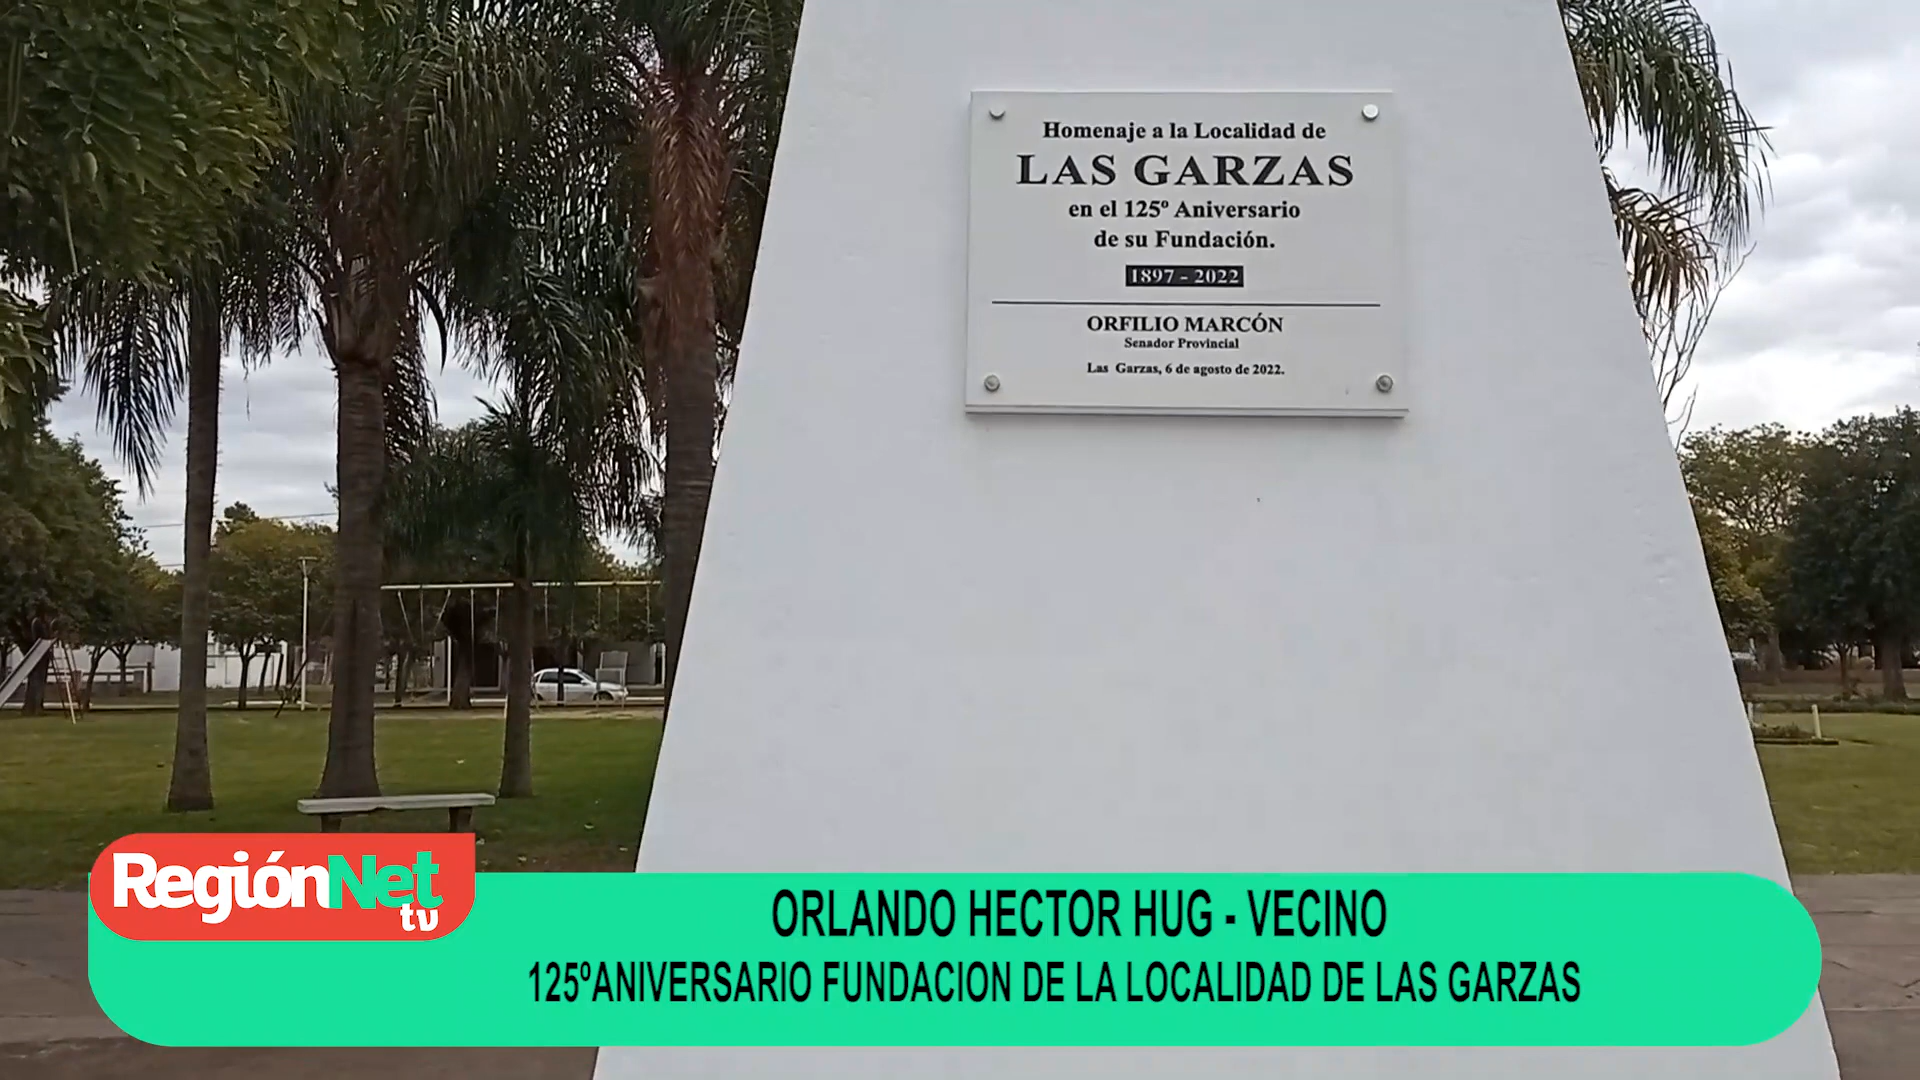 Homenaje a la Localidad de
LAS GARZAS
en el 125º Aniversario
de su Fundación.
1897 - 2022
ORFILIO MARCÓN
Senador Provincial
Las Garzas, 6 de agosto de 2022.
RegiónNet
tv
ORLANDO HECTOR HUG - VECINO
125ºANIVERSARIO FUNDACION DE LA LOCALIDAD DE LAS GARZAS